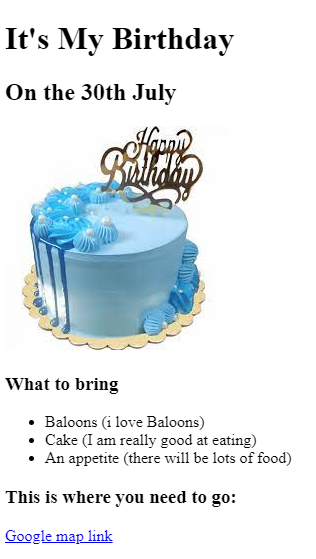 It's My Birthday
On the 30th July
Happy
Birthday
What to bring
Baloons (i love Baloons)
Cake (I am really good at eating)
An appetite (there will be lots of food)
This is where you need to go:
Google map link